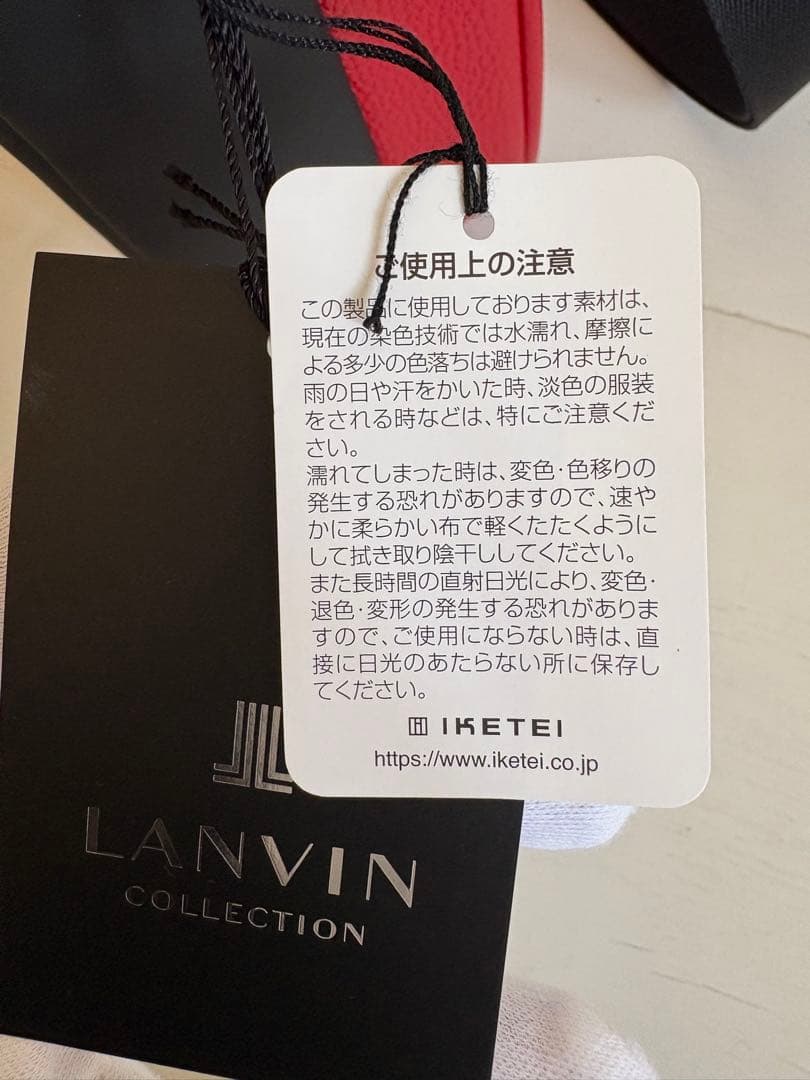 ご使用上の注意
この製品に使用しております素材は、
現在の染色技術では水濡れ、摩擦に
よる多少の色落ちは避けられません。
雨の日や汗をかいた時、淡色の服装
をされる時などは、特にご注意くだ
さい。
濡れてしまった時は、変色・色移りの
発生する恐れがありますので、速や
かに柔らかい布で軽くたたくように
して拭き取り陰干ししてください。
また長時間の直射日光により、変色・
退色・変形の発生する恐れがありま
すので、ご使用にならない時は、直
接に日光のあたらない所に保存し
てください。
IKETEI
https://www.iketei.co.jp
LANVIN
COLLECTION